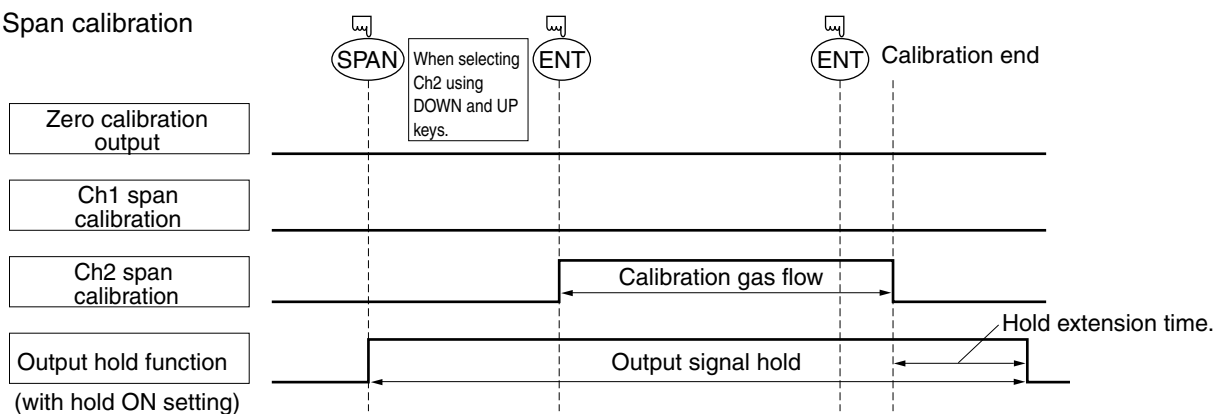 Span calibration
SPAN
When selecting
Ch2 using
DOWN and UP
keys.
ENT
ENT
Calibration end
Zero calibration
output
Ch1 span
calibration
Ch2 span
calibration
Calibration gas flow
Hold extension time.
Output hold function
Output signal hold
(with hold ON setting)